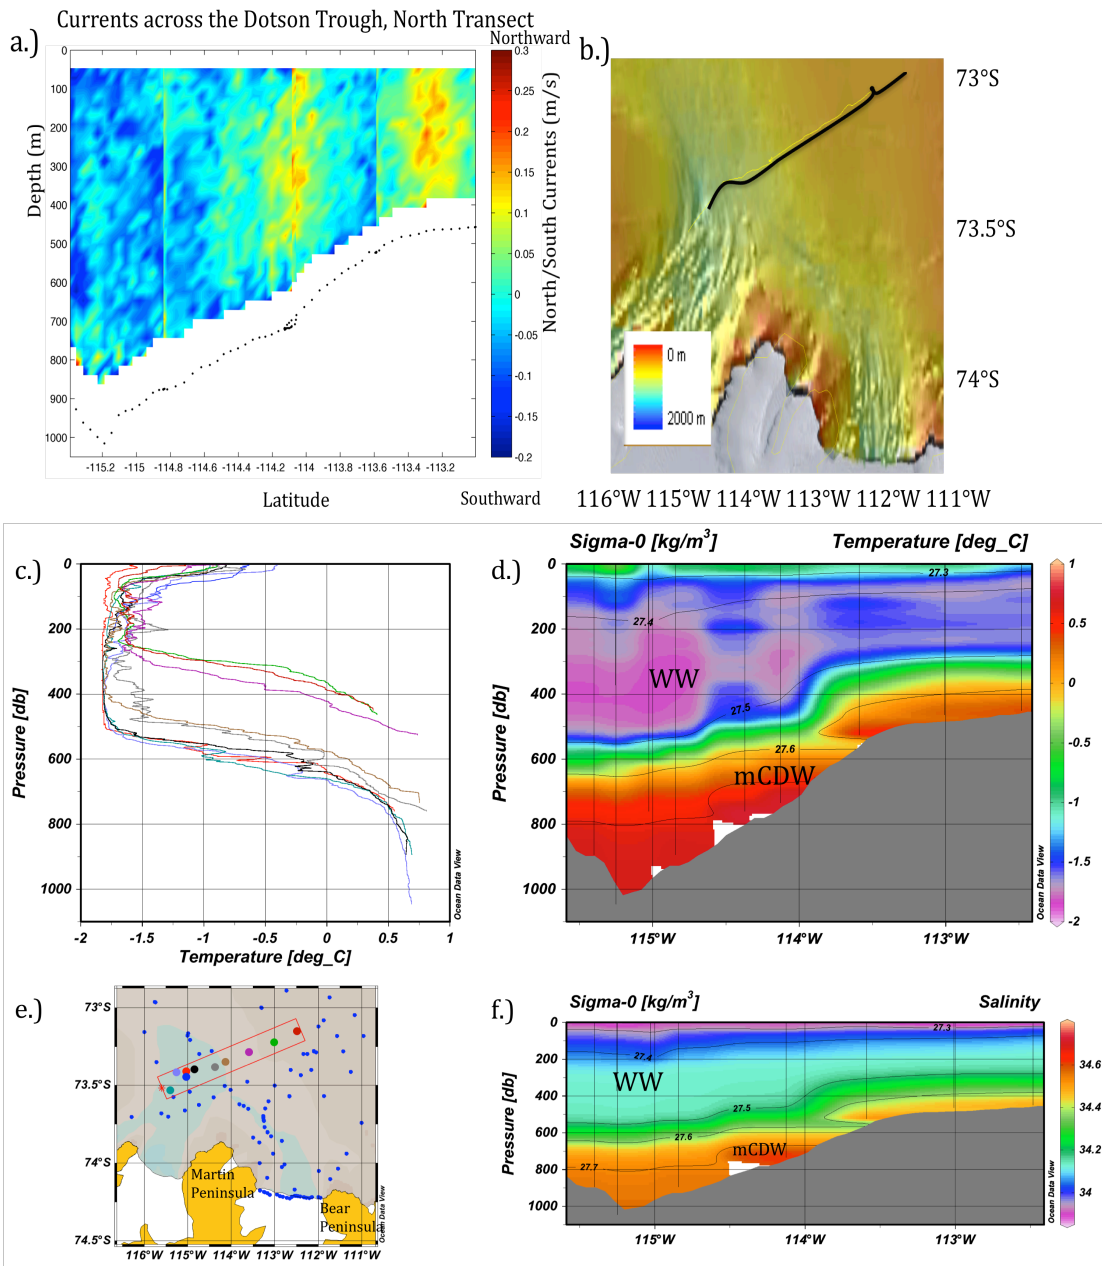 Currents across the Dotson Trough, North Transect
a.)
Northward
0
100
200
300
400
500
600
700
800
900
1000
Depth (m)
-115.2 -115 -114.8 -114.6 -114.4 -114.2 -114 -113.8 -113.6 -113.4 -113.2
Latitude
0.3
0.25
0.2
0.15
0.1
0.05
0
-0.05
-0.1
-0.15
-0.2
North/South Currents (m/s)
Southward
b.)
73°S
73.5°S
74°S
0 m
2000 m
116°W 115°W 114°W 113°W 112°W 111°W
c.)
0
200
400
600
800
1000
Pressure [db]
-2 -1.5 -1 -0.5 0 0.5 1
Temperature [deg_C]
Ocean Data View
d.)
Sigma-0 [kg/m3] Temperature [deg_C]
0
200
400
600
800
1000
Pressure [db]
27.3
27.4
WW
27.5
27.6
mCDW
115°W 114°W 113°W
Ocean Data View
1
0.5
0
-0.5
-1
-1.5
-2
e.)
73°S
73.5°S
74°S
74.5°S
Martin
Peninsula
Bear
Peninsula
Ocean Data View
116°W 115°W 114°W 113°W 112°W 111°W
f.)
Sigma-0 [kg/m3] Salinity
0
200
400
600
800
1000
Pressure [db]
27.3
27.4
WW
27.5
27.6
mCDW
27.7
115°W 114°W 113°W
Ocean Data View
34.6
34.4
34.2
34